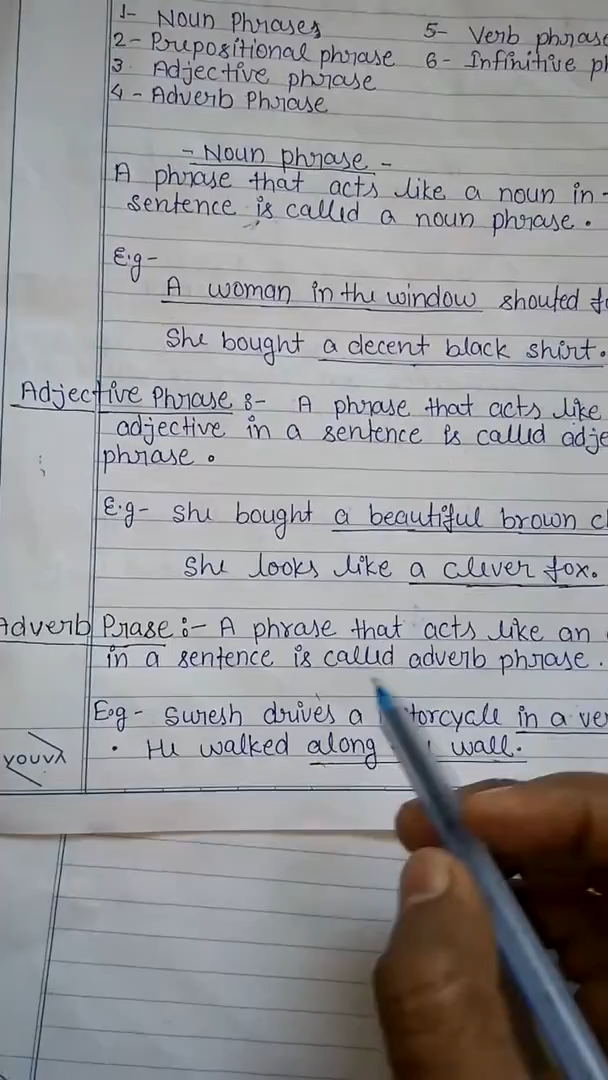 1- Noun Phrases 5- Verb phrase
2- Prepositional phrase 6- Infinitive ph
3. Adjective phrase
4- Adverb Phrase
- Noun phrase -
A phrase that acts like a noun in-
sentence is called a noun phrase.
E.g-
A woman in the window shouted
She bought a decent black shirt.
Adjective Phrase :- A phrase that acts like
adjective in a sentence is called adje
phrase.
E.g- She bought a beautiful brown
She looks like a clever fox.
Adverb Prase :- A phrase that acts like an
in a sentence is called adverb phrase.
E.g- Suresh drives a in a
. He walked along wall.
YOUVA